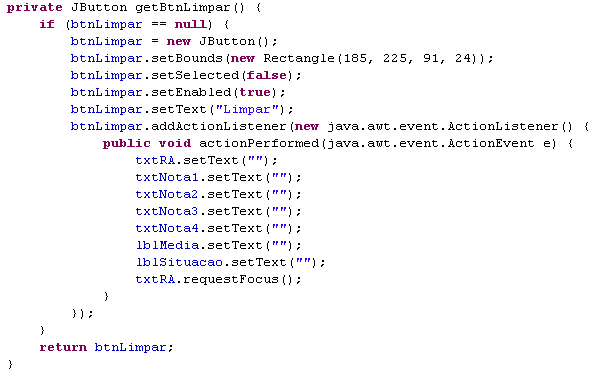 private JButton getBtnLimpar() {
    if (btnLimpar == null) {
        btnLimpar = new JButton();
        btnLimpar.setBounds(new Rectangle(185, 225, 91, 24));
        btnLimpar.setSelected(false);
        btnLimpar.setEnabled(true);
        btnLimpar.setText("Limpar");
        btnLimpar.addActionListener(new java.awt.event.ActionListener() {
            public void actionPerformed(java.awt.event.ActionEvent e) {
                txtRA.setText("");
                txtNota1.setText("");
                txtNota2.setText("");
                txtNota3.setText("");
                txtNota4.setText("");
                lblMedia.setText("");
                lblSituacao.setText("");
                txtRA.requestFocus();
            }
        });
    }
    return btnLimpar;
}